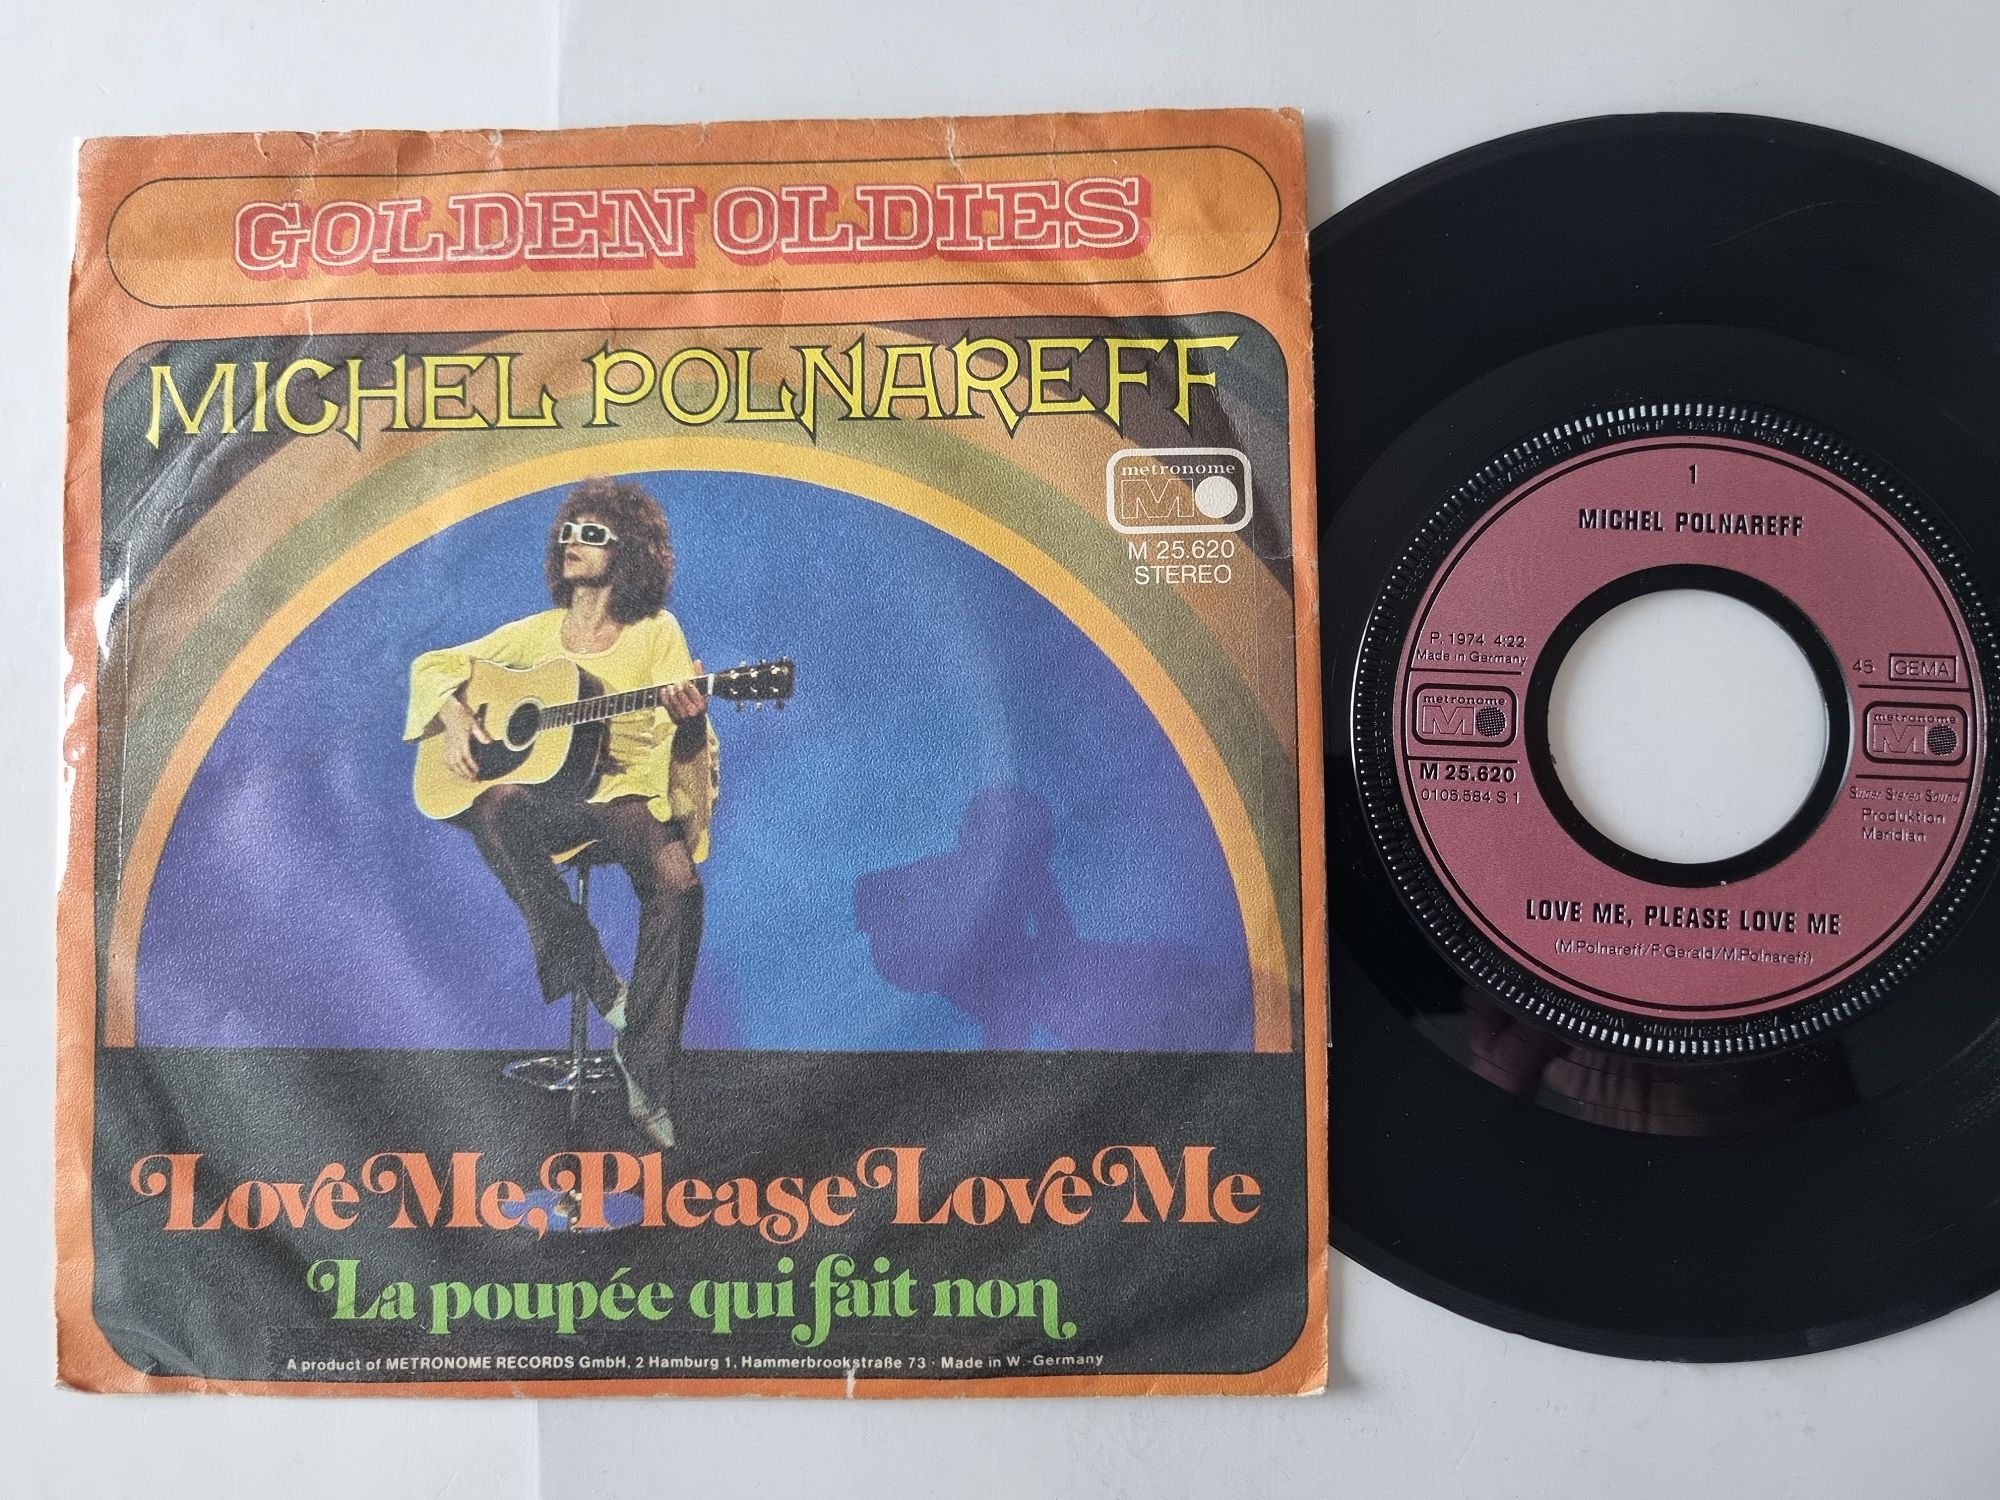 GOLDEN OLDIES
MICHEL POLNAREFF
metronome
M 25.620
STEREO
Love Me, Please Love Me
La poupée qui fait non
A product of METRONOME RECORDS GmbH, 2 Hamburg 1, Hammerbrookstraße 73 · Made in W.-Germany
1
MICHEL POLNAREFF
P. 1974 4:22
Made in Germany
metronome
M 25.620
0105.584 S 1
45 GEMA
metronome
Super Stereo Sound
Produktion
Meridian
LOVE ME, PLEASE LOVE ME
(M.Polnareff/F.Gerald/M.Polnareff)